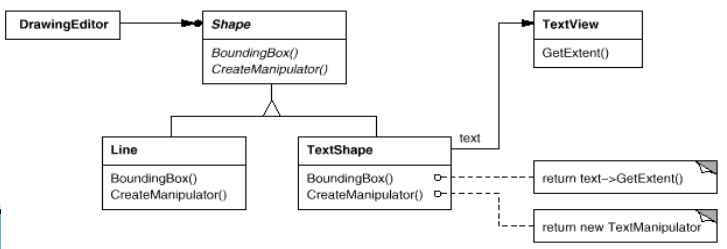 DrawingEditor
Shape
BoundingBox()
CreateManipulator()
TextView
GetExtent()
text
Line
BoundingBox()
CreateManipulator()
TextShape
BoundingBox()
CreateManipulator()
return text->GetExtent()
return new TextManipulator